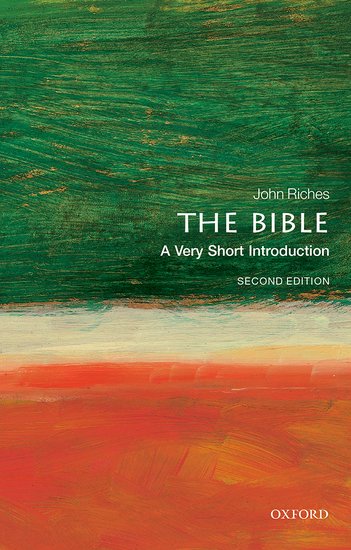 John Riches
THE BIBLE
A Very Short Introduction
SECOND EDITION
OXFORD